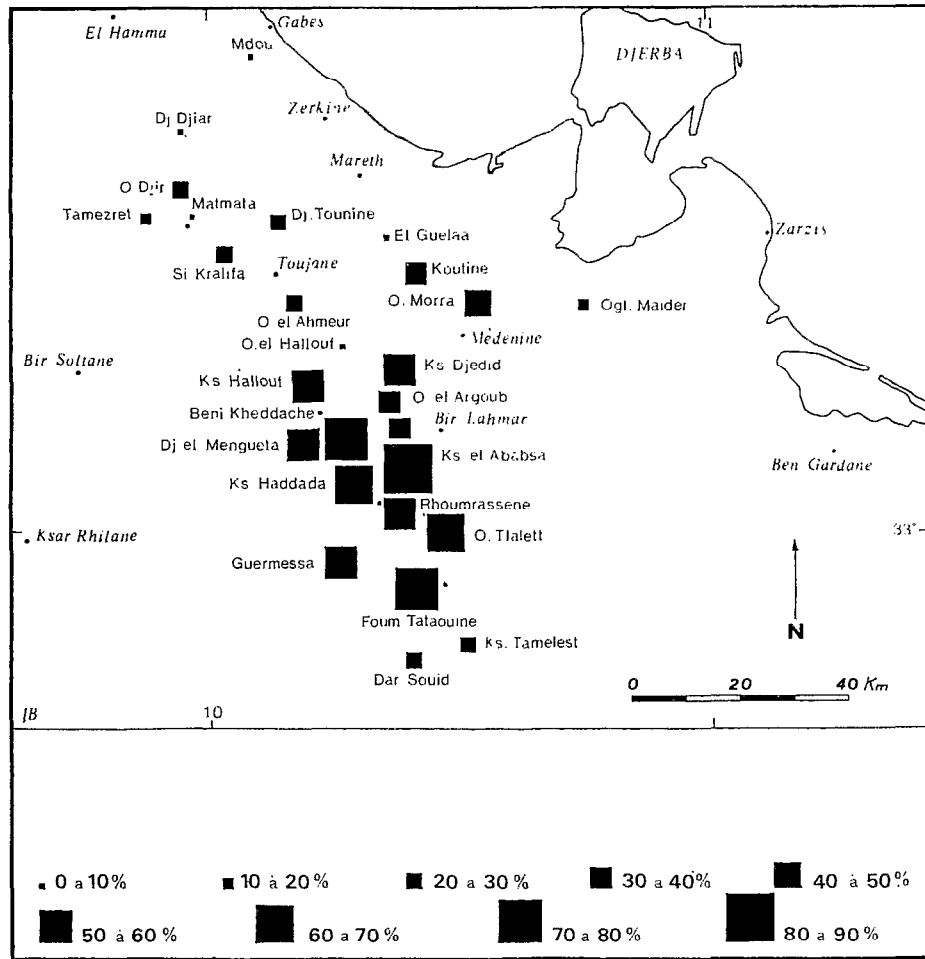 El Hamma
Gabes
11
Mdou
DJERBA
Zerkine
Dj Djiar
Mareth
O Djir
Matmata
Tamezret
Dj. Tounine
El Guelaa
Zarzis
Si Kralifa
Toujane
Koutine
O. Morra
Ogl. Maider
O el Ahmeur
O. el Hallouf
Médenine
Bir Soltane
Ks Djedid
Ks Hallouf
O el Argoub
Beni Kheddache
Bir Lahmar
Dj el Mengueta
Ks el Ababsa
Ben Gardane
Ks Haddada
Rhoumrassene
Ksar Rhilane
O. Tlalett
33°
Guermessa
Foum Tataouine
N
Ks. Tamelest
Dar Souid
0 20 40 Km
JB
10
0 a 10% 10 à 20% 20 a 30% 30 a 40% 40 à 50%
50 à 60% 60 a 70% 70 a 80% 80 a 90%